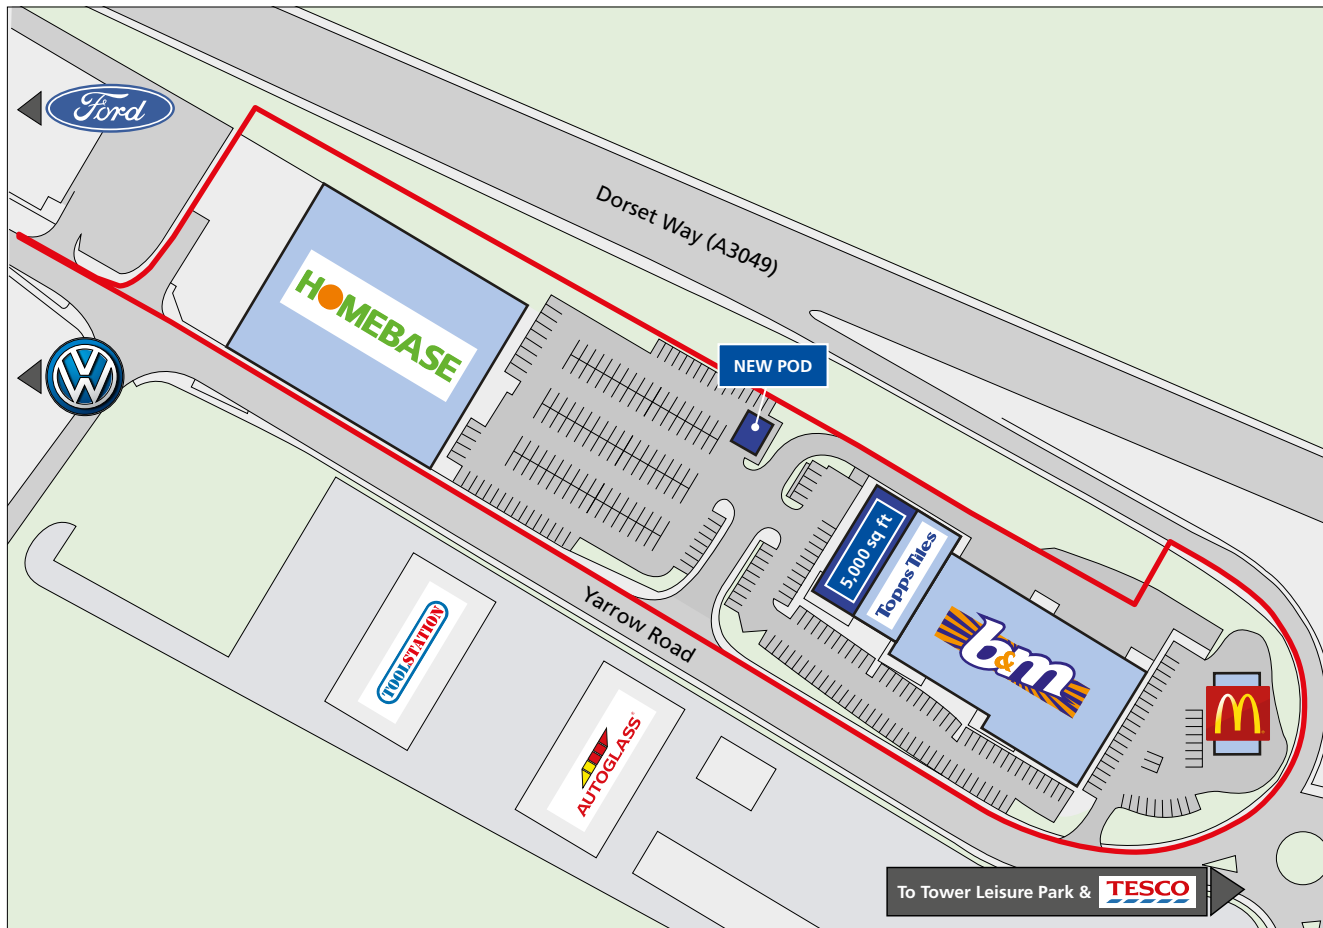 Ford
Dorset Way (A3049)
HOMEBASE
NEW POD
5,000 sq ft
Topps Tiles
b&m
Yarrow Road
TOOLSTATION
AUTOGLASS®
To Tower Leisure Park & TESCO